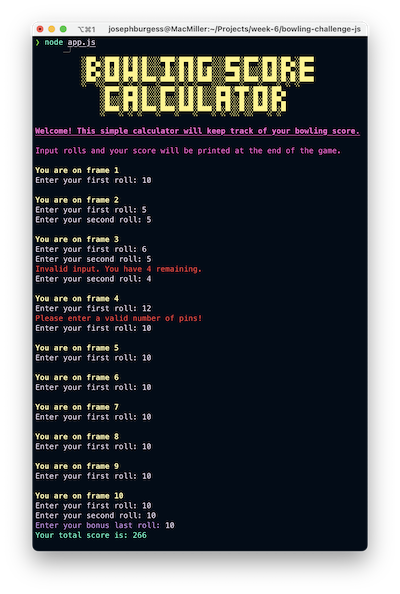 ⌥⌘1 josephburgess@MacMiller:~/Projects/week-6/bowling-challenge-js
❯ node app.js
BOWLING SCORE
CALCULATOR
Welcome! This simple calculator will keep track of your bowling score.
Input rolls and your score will be printed at the end of the game.
You are on frame 1
Enter your first roll: 10
You are on frame 2
Enter your first roll: 5
Enter your second roll: 5
You are on frame 3
Enter your first roll: 6
Enter your second roll: 5
Invalid input. You have 4 remaining.
Enter your second roll: 4
You are on frame 4
Enter your first roll: 12
Please enter a valid number of pins!
Enter your first roll: 10
You are on frame 5
Enter your first roll: 10
You are on frame 6
Enter your first roll: 10
You are on frame 7
Enter your first roll: 10
You are on frame 8
Enter your first roll: 10
You are on frame 9
Enter your first roll: 10
You are on frame 10
Enter your first roll: 10
Enter your second roll: 10
Enter your bonus last roll: 10
Your total score is: 266